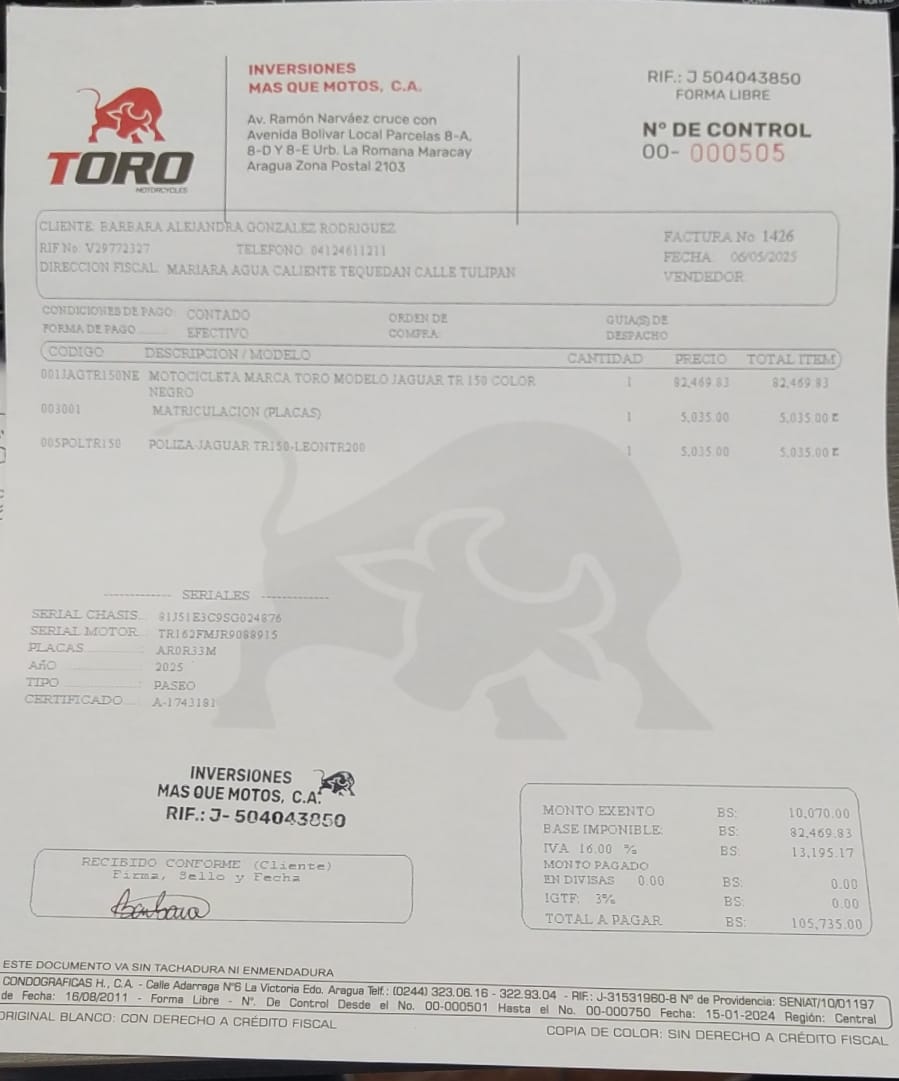 TORO
MOTORCYCLES
INVERSIONES
MAS QUE MOTOS, C.A.
Av. Ramón Narváez cruce con
Avenida Bolivar Local Parcelas 8-A,
8-D Y 8-E Urb. La Romana Maracay
Aragua Zona Postal 2103
RIF.: J 504043850
FORMA LIBRE
N° DE CONTROL
00- 000505
CLIENTE: BARBARA ALEJANDRA GONZALEZ RODRIGUEZ
RIF No: V29772327 TELEFONO: 04124611211
DIRECCION FISCAL: MARIARA AGUA CALIENTE TEQUEDAN CALLE TULIPAN
FACTURA No 1426
FECHA: 06/05/2025
VENDEDOR:
CONDICIONES DE PAGO: CONTADO ORDEN DE GUIA(S) DE
FORMA DE PAGO ......... EFECTIVO COMPRA: DESPACHO
CODIGO DESCRIPCION / MODELO CANTIDAD PRECIO TOTAL ITEM
001JAGTR150NE MOTOCICLETA MARCA TORO MODELO JAGUAR TR 150 COLOR 1 82,469.83 82,469.83
NEGRO
003001 MATRICULACION (PLACAS) 1 5,035.00 5,035.00 E
005POLTR150 POLIZA-JAGUAR TR150-LEONTR200 1 5,035.00 5,035.00 E
------------ SERIALES ------------
SERIAL CHASIS... 81J51E3C9SG024876
SERIAL MOTOR... TR162FMJR9088915
PLACAS ............: AR0R33M
AñO ..................: 2025
TIPO ..................: PASEO
CERTIFICADO....: A-1743181
INVERSIONES
MAS QUE MOTOS, C.A.
RIF.: J- 504043850
RECIBIDO CONFORME (Cliente)
Firma, Sello y Fecha
Barbara
MONTO EXENTO BS: 10,070.00
BASE IMPONIBLE: BS: 82,469.83
IVA 16.00 % BS: 13,195.17
MONTO PAGADO
EN DIVISAS 0.00 BS: 0.00
IGTF: 3% BS: 0.00
TOTAL A PAGAR BS: 105,735.00
ESTE DOCUMENTO VA SIN TACHADURA NI ENMENDADURA
CONDOGRAFICAS H., C.A. - Calle Adarraga N°6 La Victoria Edo. Aragua Telf.: (0244) 323.06.16 - 322.93.04 - RIF.: J-31531960-8 N° de Providencia: SENIAT/10/01197
de Fecha: 16/08/2011 - Forma Libre - N°. De Control Desde el No. 00-000501 Hasta el No. 00-000750 Fecha: 15-01-2024 Región: Central
ORIGINAL BLANCO: CON DERECHO A CRÉDITO FISCAL
COPIA DE COLOR: SIN DERECHO A CRÉDITO FISCAL